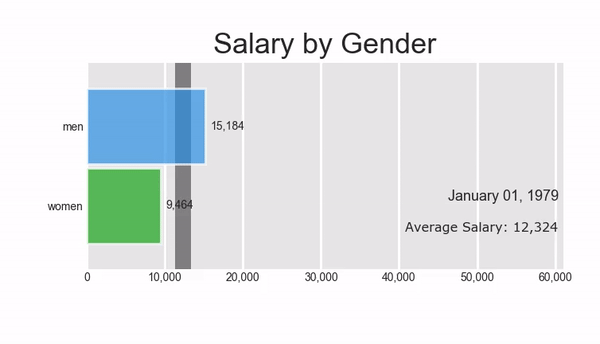 Salary by Gender
men 15,184
women 9,464
January 01, 1979
Average Salary: 12,324
0 10,000 20,000 30,000 40,000 50,000 60,000